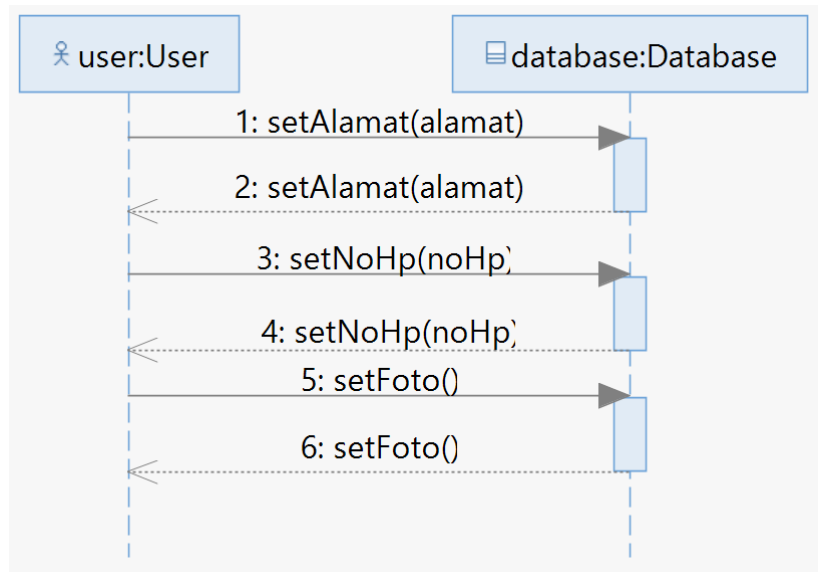 user:User
database:Database
1: setAlamat(alamat)
2: setAlamat(alamat)
3: setNoHp(noHp)
4: setNoHp(noHp)
5: setFoto()
6: setFoto()